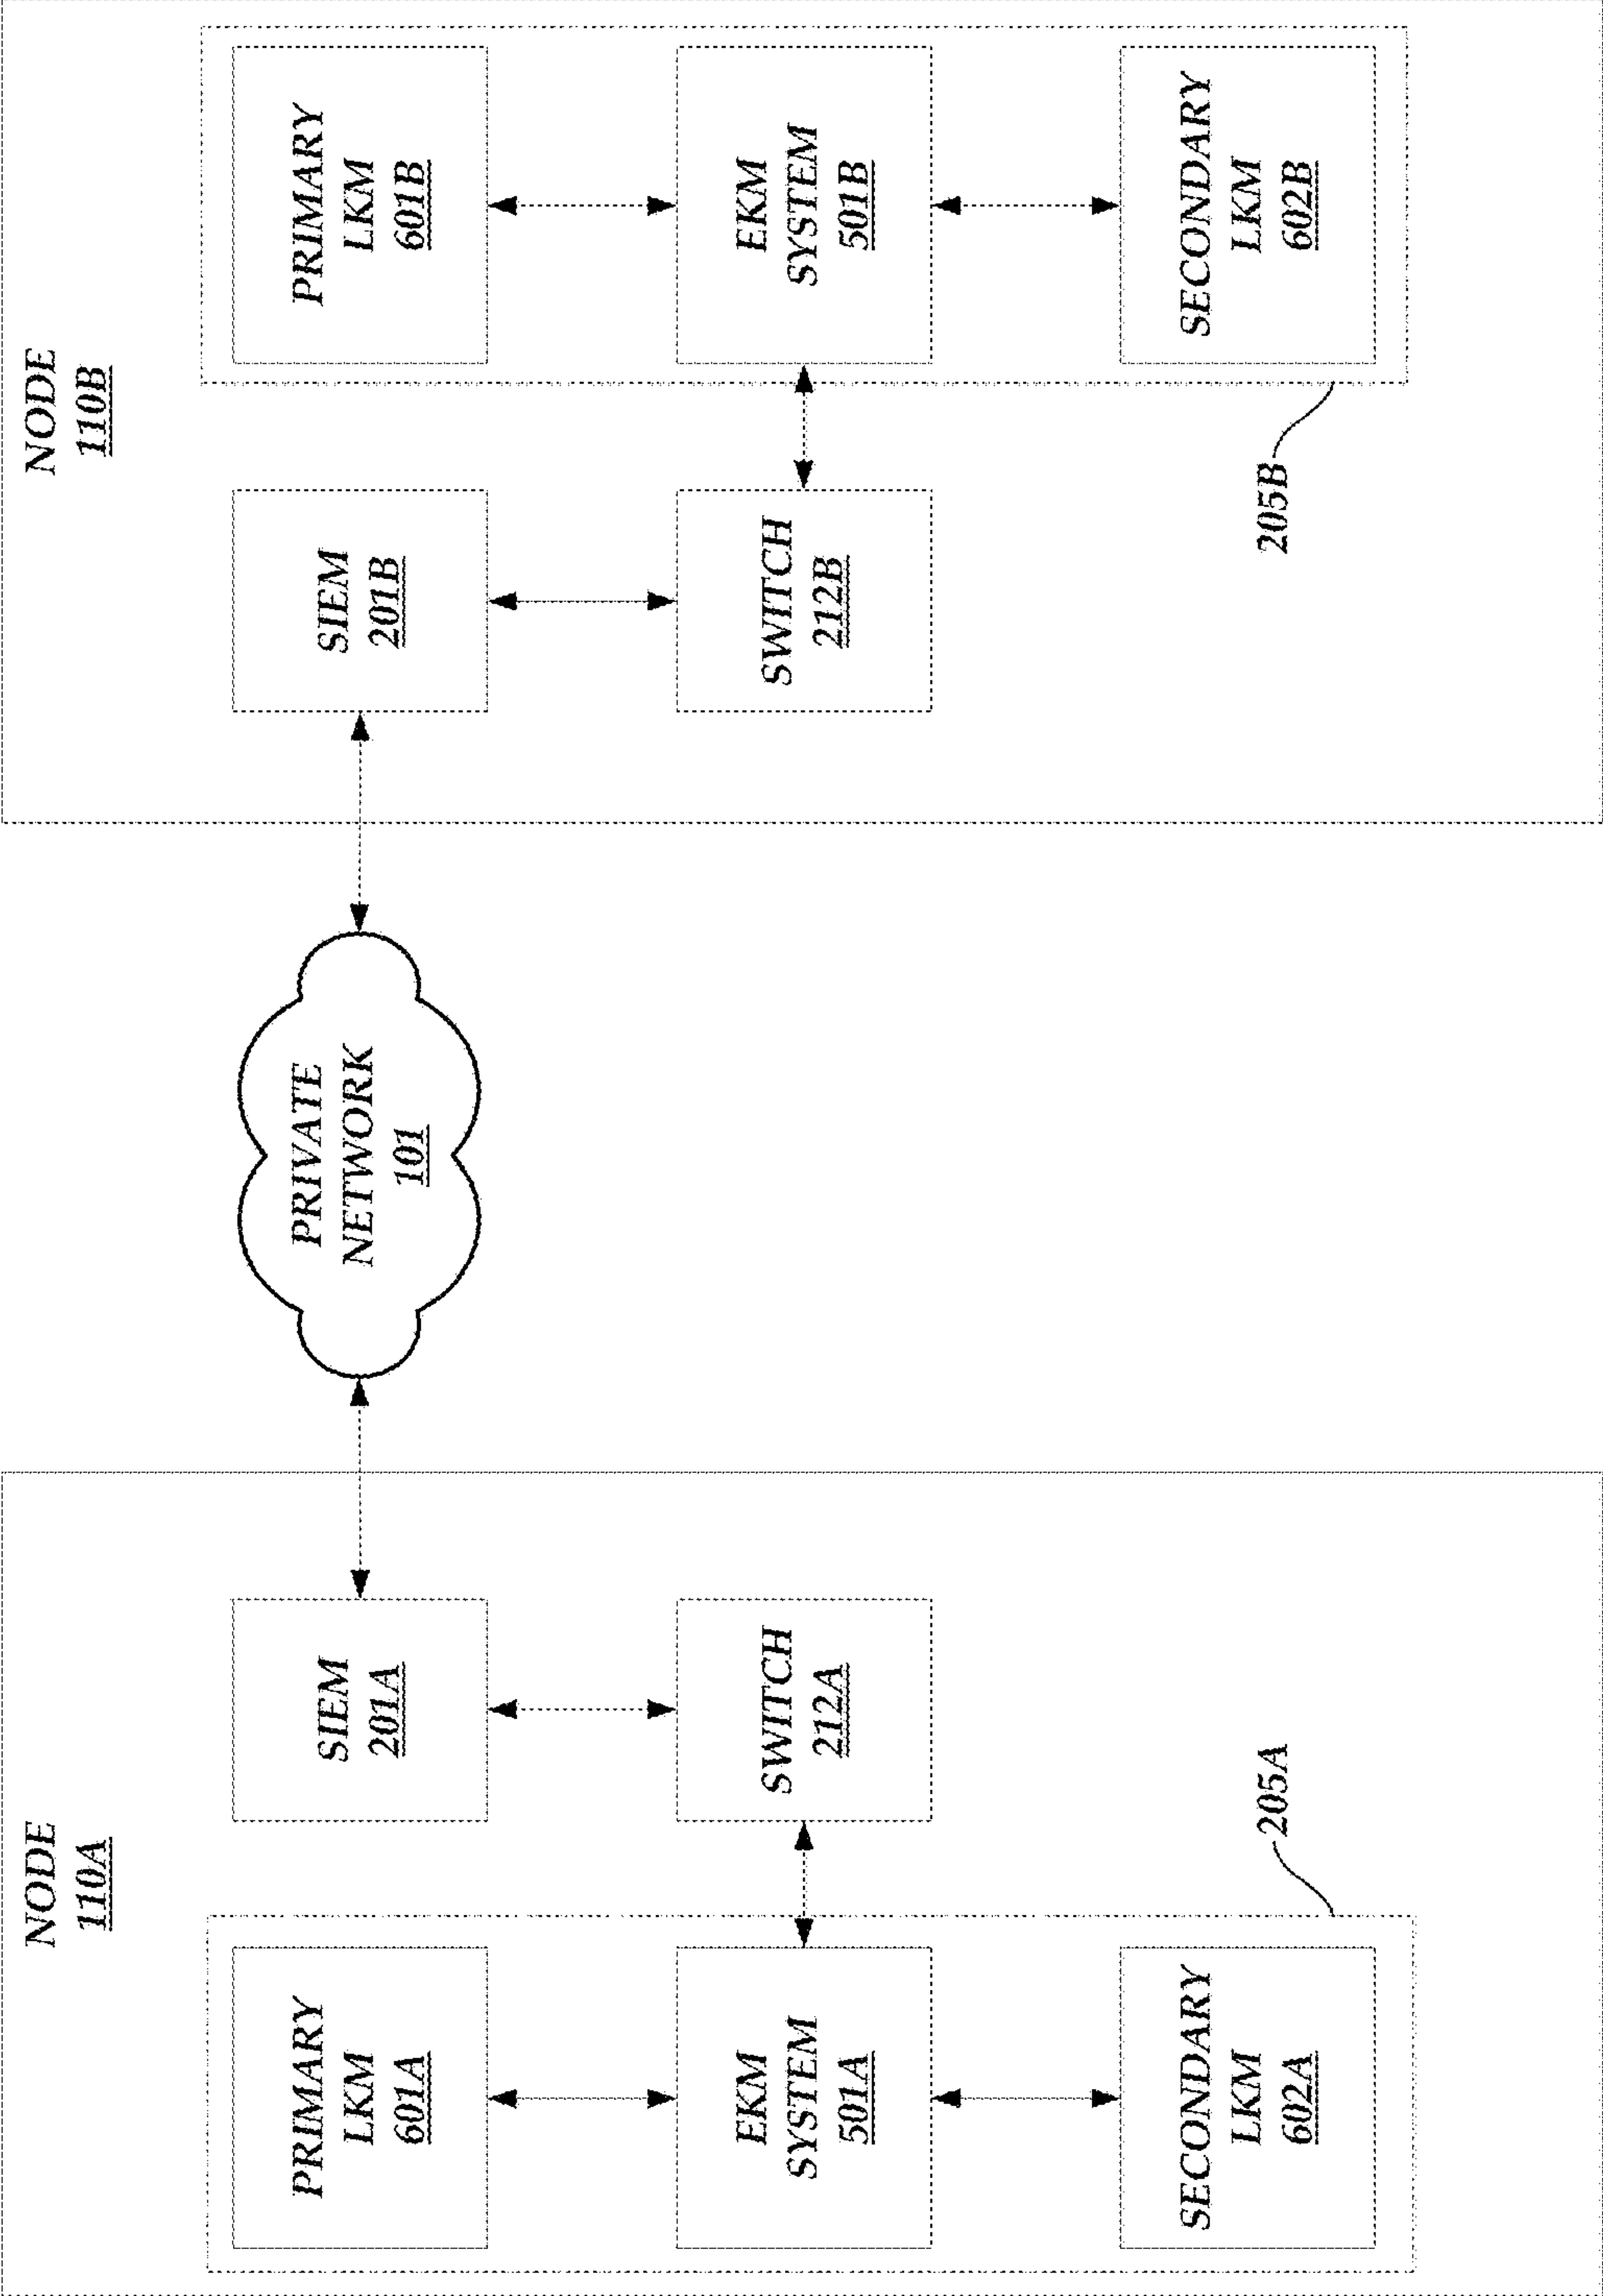 NODE
110A
PRIMARY
LKM
601A
EKM
SYSTEM
501A
SECONDARY
LKM
602A
SIEM
201A
SWITCH
212A
205A
PRIVATE
NETWORK
101
NODE
110B
SIEM
201B
SWITCH
212B
205B
PRIMARY
LKM
601B
EKM
SYSTEM
501B
SECONDARY
LKM
602B